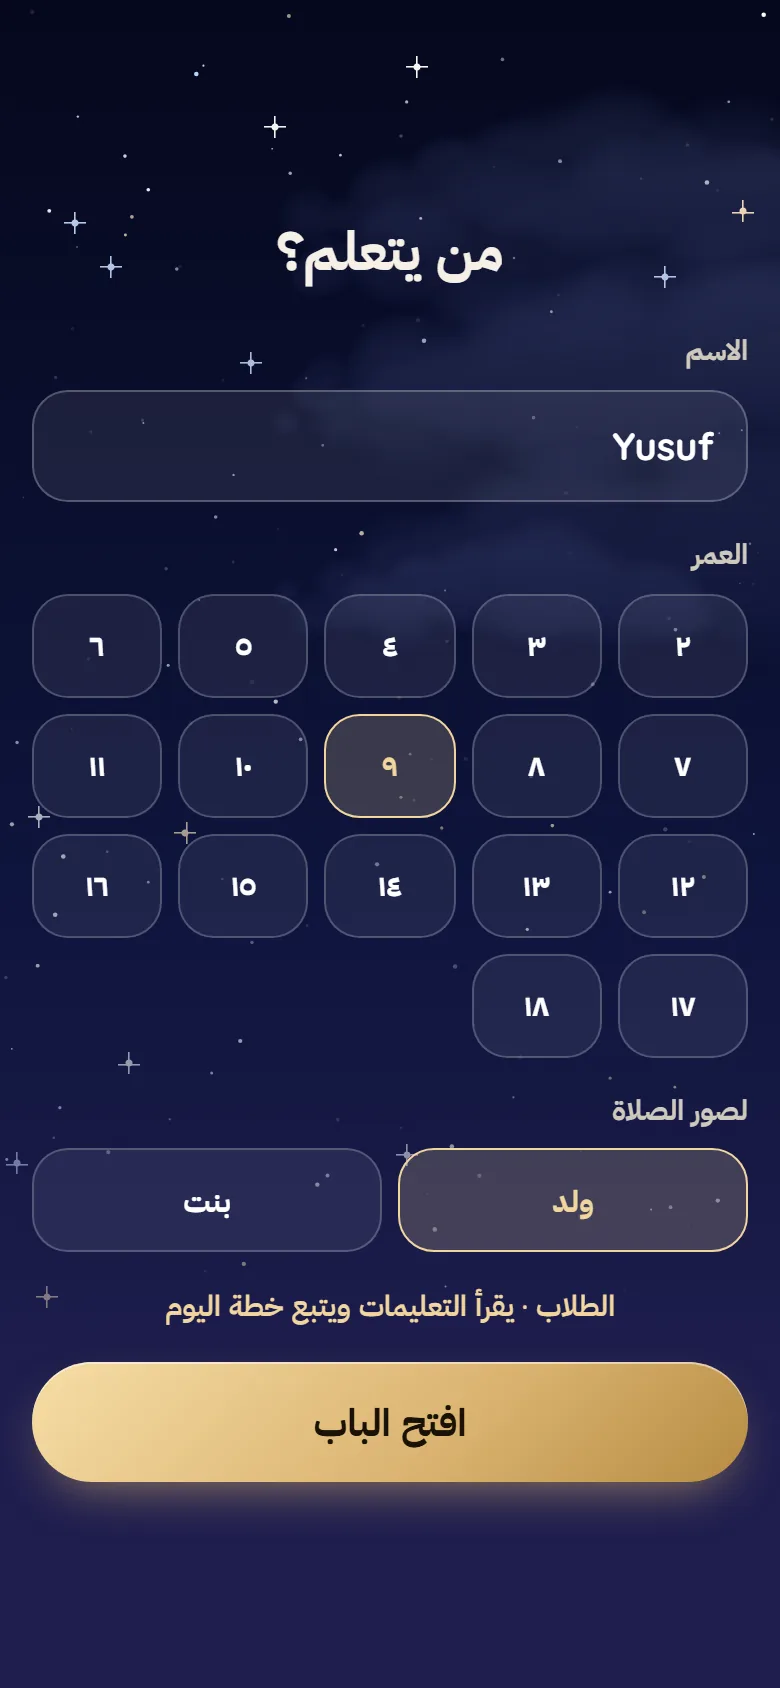 من يتعلم؟
الاسم
Yusuf
العمر
٢ ٣ ٤ ٥ ٦
٧ ٨ ٩ ١٠ ١١
١٢ ١٣ ١٤ ١٥ ١٦
١٧ ١٨
لصور الصلاة
ولد بنت
الطلاب · يقرأ التعليمات ويتبع خطة اليوم
افتح الباب